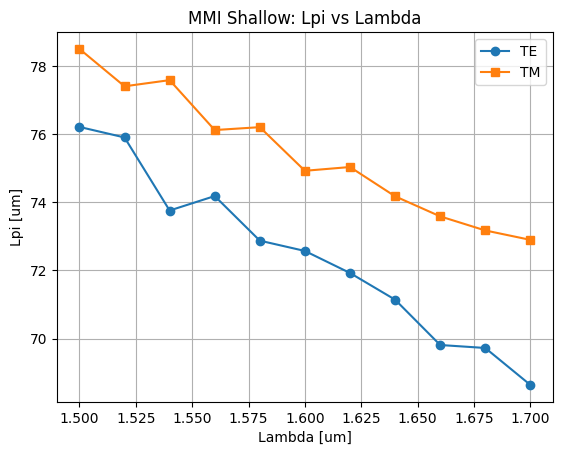 MMI Shallow: Lpi vs Lambda
TE
TM
Lpi [um]
78
76
74
72
70
1.500 1.525 1.550 1.575 1.600 1.625 1.650 1.675 1.700
Lambda [um]